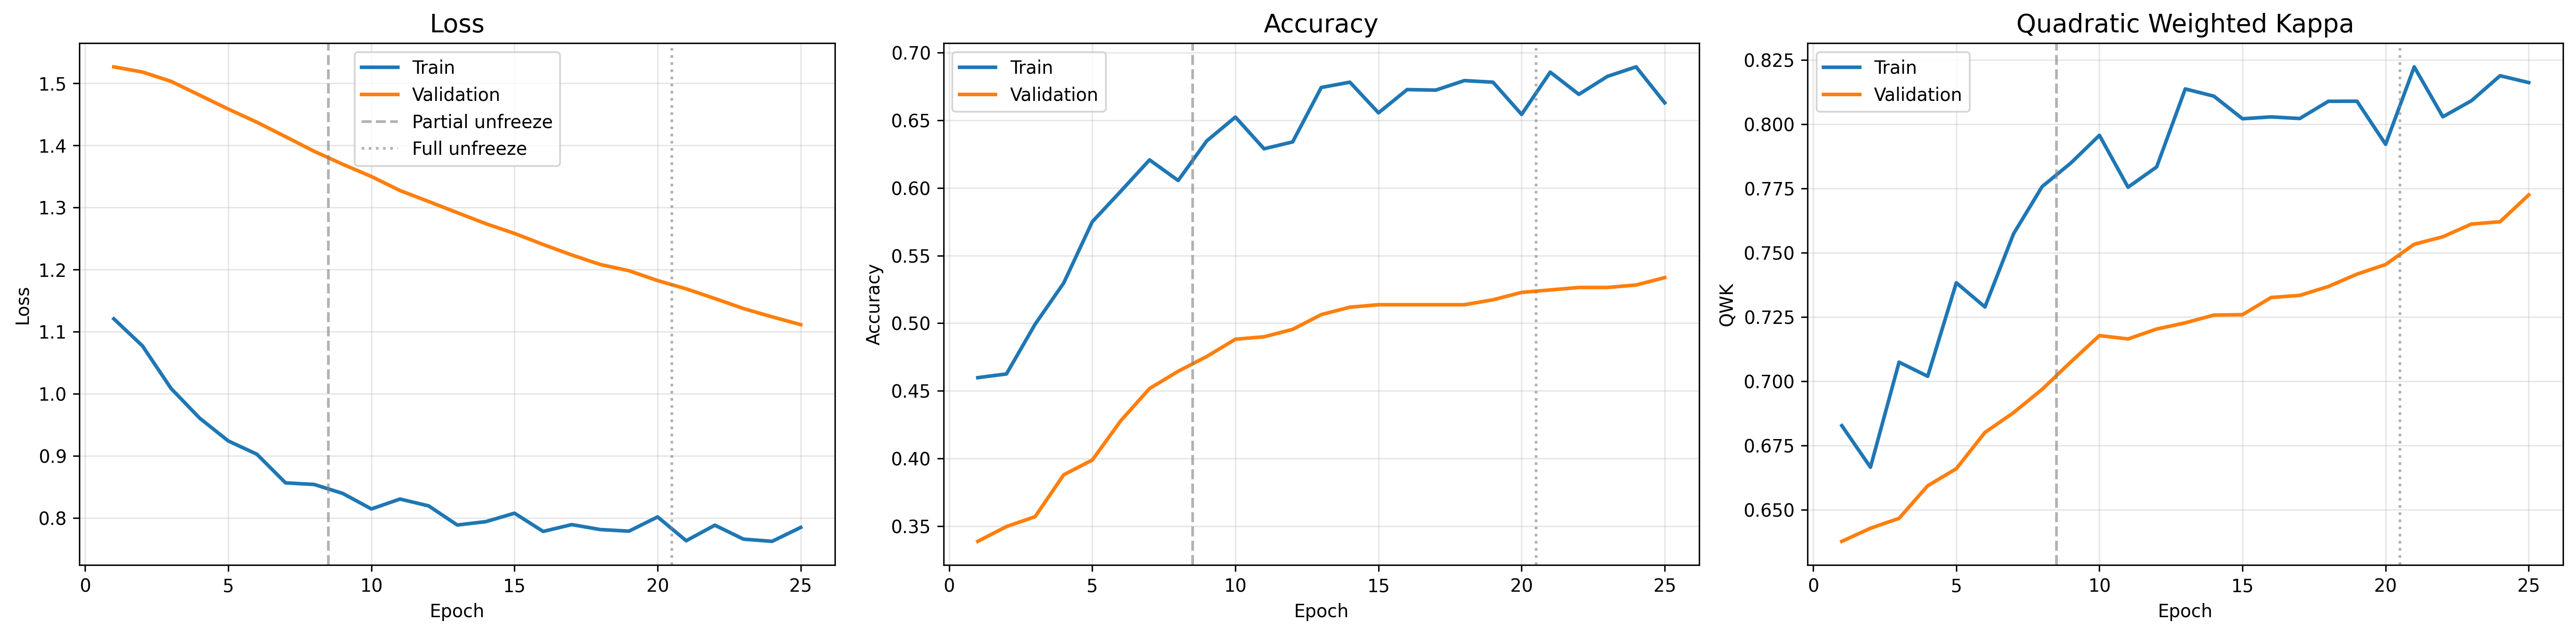 Loss
Train
Validation
Partial unfreeze
Full unfreeze
1.5
1.4
1.3
1.2
1.1
1.0
0.9
0.8
Loss
0 5 10 15 20 25
Epoch
Accuracy
Train
Validation
0.70
0.65
0.60
0.55
0.50
0.45
0.40
0.35
Accuracy
0 5 10 15 20 25
Epoch
Quadratic Weighted Kappa
Train
Validation
0.825
0.800
0.775
0.750
0.725
0.700
0.675
0.650
QWK
0 5 10 15 20 25
Epoch